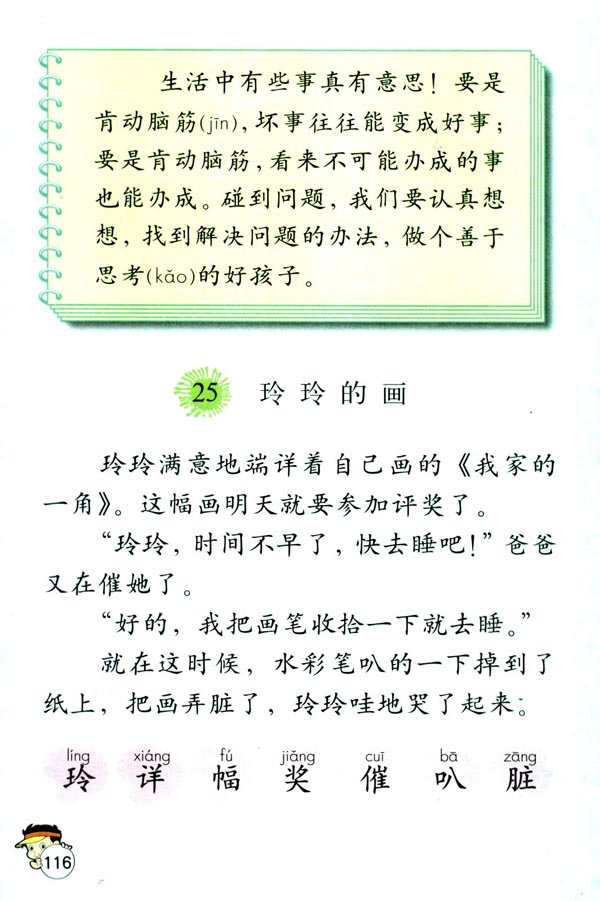 生活中有些事真有意思！要是
肯动脑筋(jīn)，坏事往往能变成好事；
要是肯动脑筋，看来不可能办成的事
也能办成。碰到问题，我们要认真想
想，找到解决问题的办法，做个善于
思考(kǎo)的好孩子。
25 玲玲的画
玲玲满意地端详着自己画的《我家的
一角》。这幅画明天就要参加评奖了。
“玲玲，时间不早了，快去睡吧！”爸爸
又在催她了。
“好的，我把画笔收拾一下就去睡。”
就在这时候，水彩笔叭的一下掉到了
纸上，把画弄脏了，玲玲哇地哭了起来。
líng xiáng fú jiǎng cuī bā zāng
玲 详 幅 奖 催 叭 脏
116